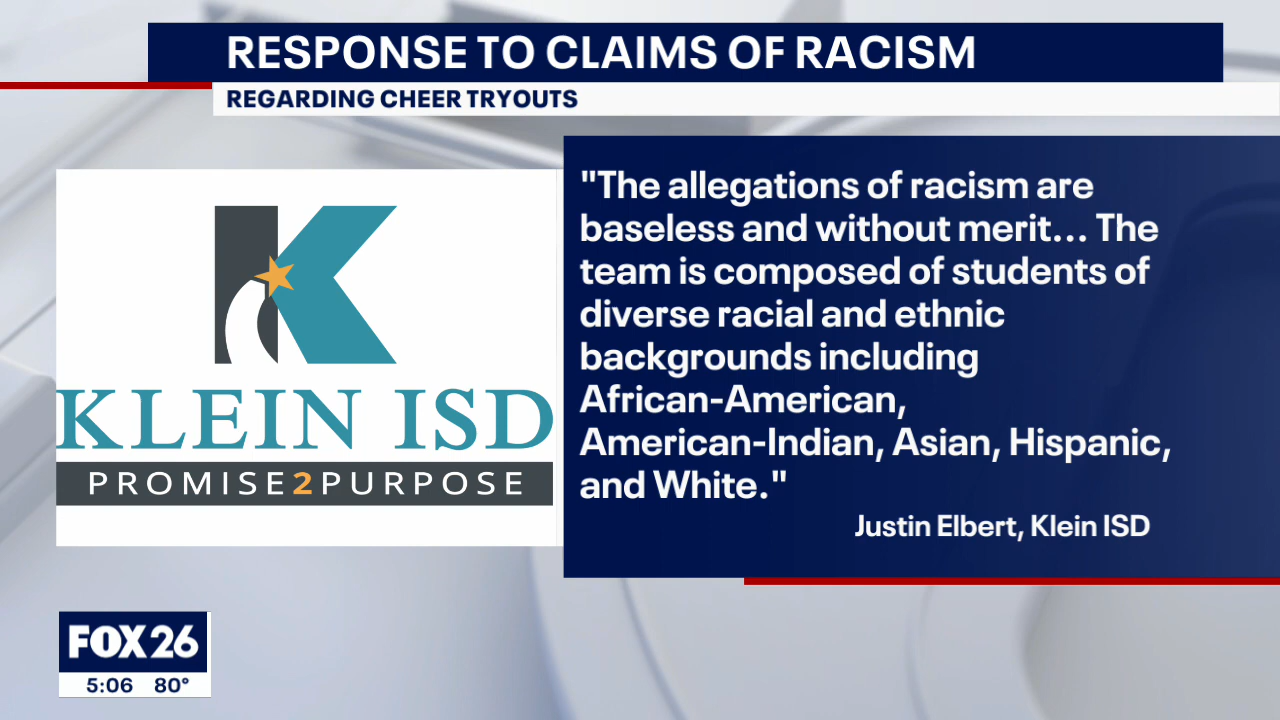 RESPONSE TO CLAIMS OF RACISM
REGARDING CHEER TRYOUTS
KLEIN ISD
PROMISE2PURPOSE
"The allegations of racism are
baseless and without merit... The
team is composed of students of
diverse racial and ethnic
backgrounds including
African-American,
American-Indian, Asian, Hispanic,
and White."
Justin Elbert, Klein ISD
FOX 26
5:06 80°